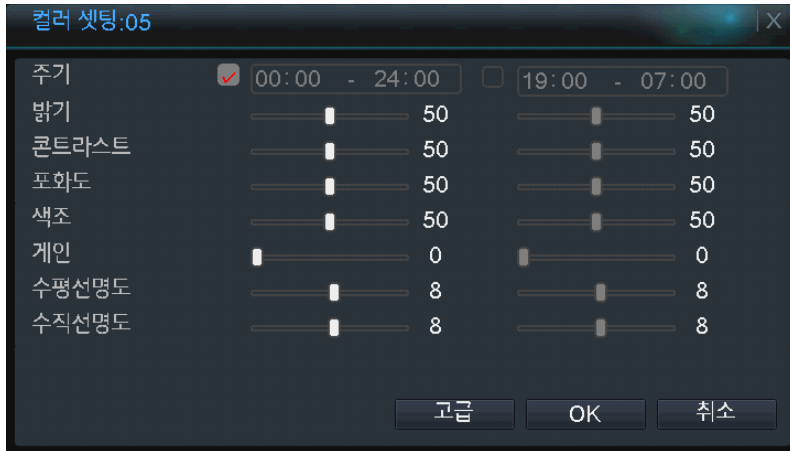 컬러 셋팅:05 X
주기 00:00 - 24:00 19:00 - 07:00
밝기 50 50
콘트라스트 50 50
포화도 50 50
색조 50 50
게인 0 0
수평선명도 8 8
수직선명도 8 8
고급 OK 취소